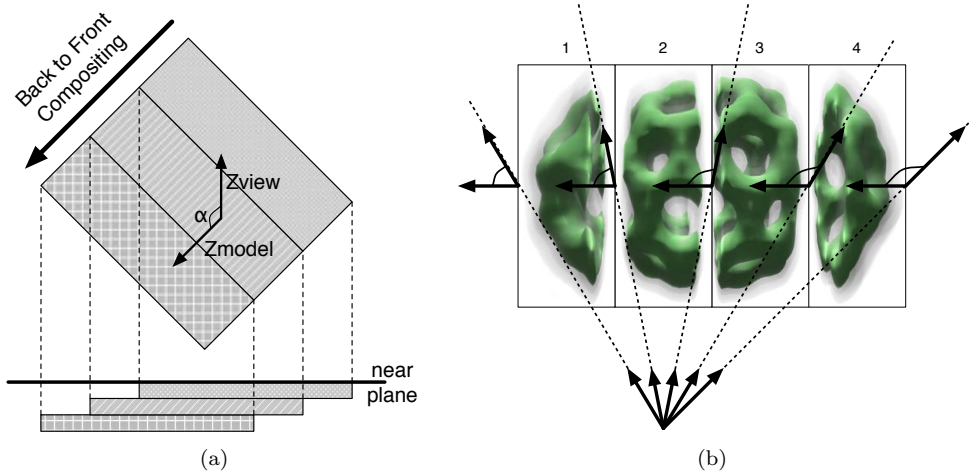 Back to Front
Compositing
Zview
α
Zmodel
near
plane
(a)
1 2 3 4
(b)